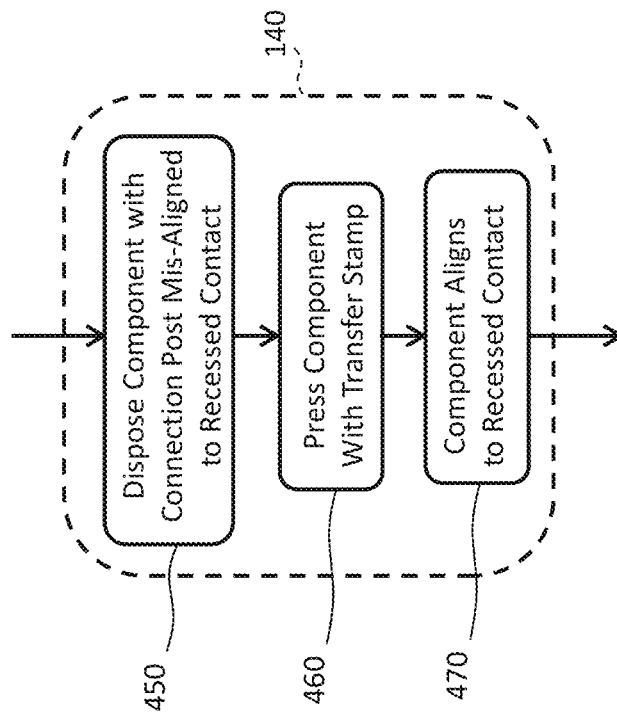 140
Dispose Component with
Connection Post Mis-Aligned
to Recessed Contact
450
Press Component
With Transfer Stamp
460
Component Aligns
to Recessed Contact
470